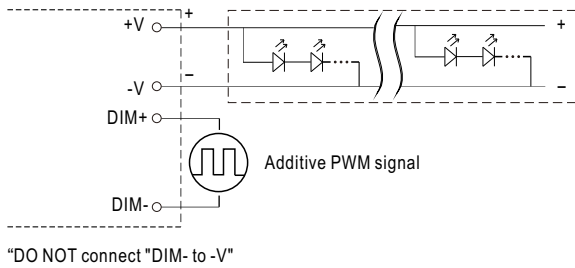 +V +
+
-V –
–
DIM+
Additive PWM signal
DIM-
“DO NOT connect "DIM- to -V"